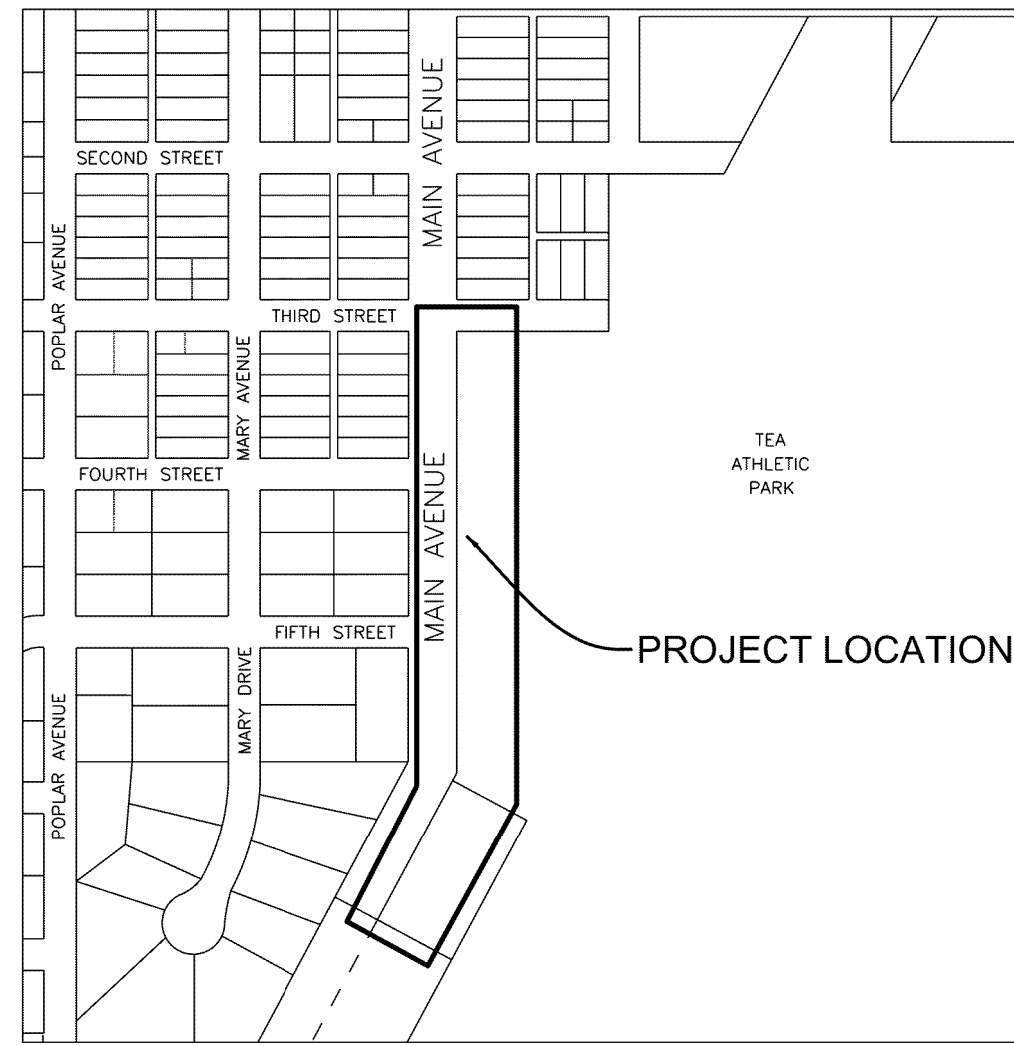 MAIN AVENUE
SECOND STREET
POPLAR AVENUE
THIRD STREET
MARY AVENUE
TEA
ATHLETIC
PARK
FOURTH STREET
MAIN AVENUE
FIFTH STREET
PROJECT LOCATION
MARY DRIVE
POPLAR AVENUE